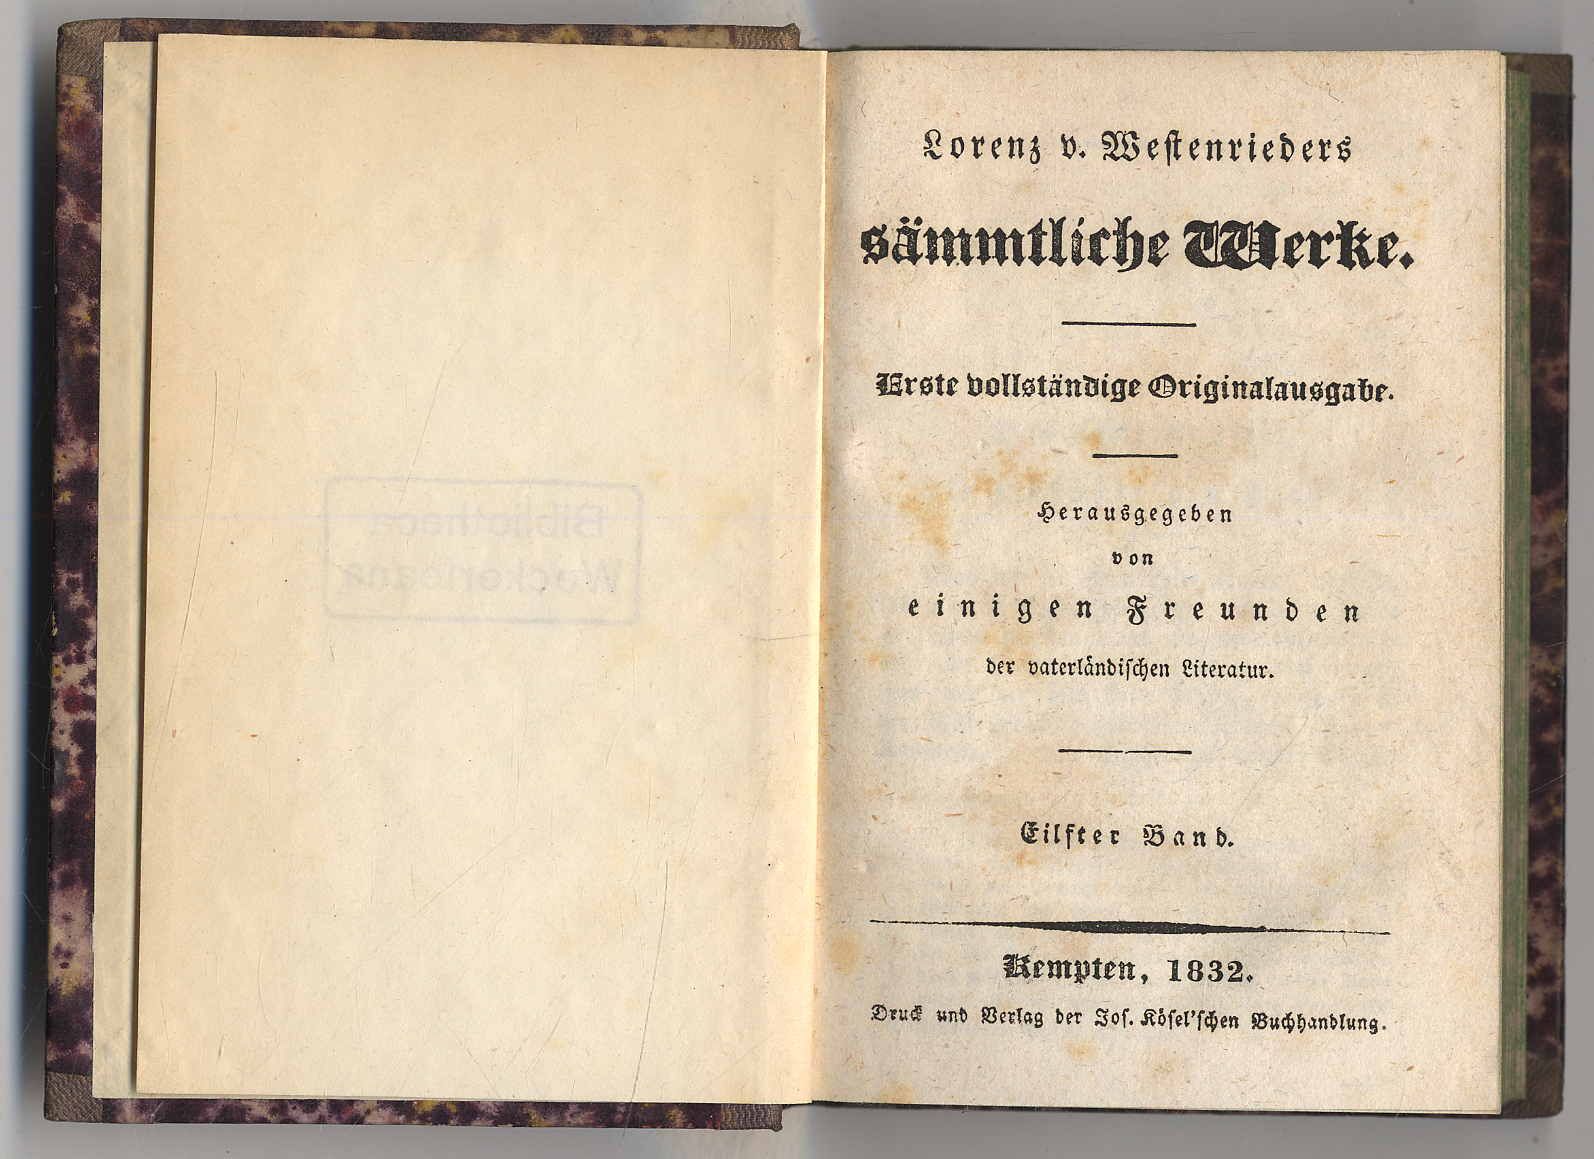 Lorenz v. Westenrieders
sämmtliche Werke.
Erste vollständige Originalausgabe.
Herausgegeben
von
einigen Freunden
der vaterländischen Literatur.
Eilfter Band.
Kempten, 1832.
Druck und Verlag der Jos. Kösel'schen Buchhandlung.